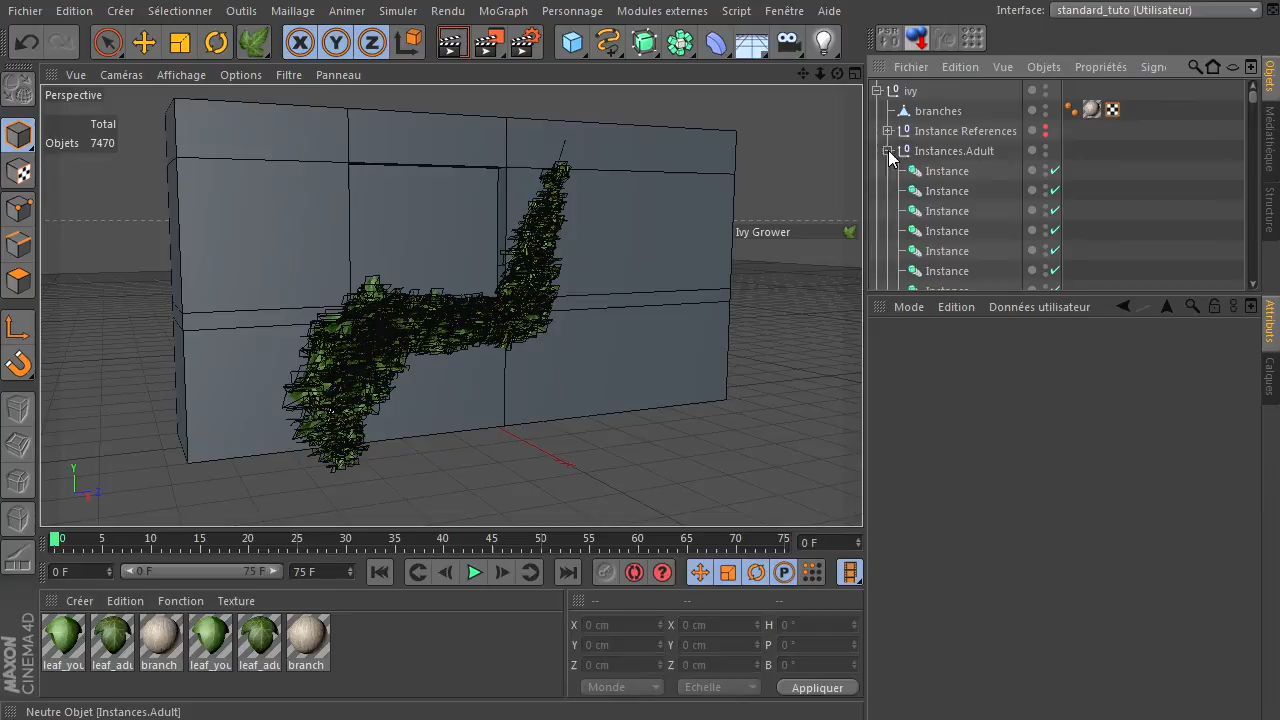 Fichier Edition Créer Sélectionner Outils Maillage Animer Simuler Rendu MoGraph Personnage Modules externes Script Fenêtre Aide Interface: standard_tuto (Utilisateur)
X Y Z PSR
Vue Caméras Affichage Options Filtre Panneau Fichier Edition Vue Objets Propriétés Sign
Perspective
Total
Objets 7470
ivy
branches
Instance References
Instances.Adult
Instance
Instance
Instance
Instance
Instance
Instance
Ivy Grower
Objets
Médiathèque
Structure
Mode Edition Données utilisateur
Attributs
Calques
Y
Z
0 5 10 15 20 25 30 35 40 45 50 55 60 65 70 75 0 F
0 F 0 F 75 F 75 F
Créer Edition Fonction Texture -- -- --
X 0 cm X 0 cm H 0 °
Y 0 cm Y 0 cm P 0 °
Z 0 cm Z 0 cm B 0 °
leaf_you leaf_adu branch leaf_you leaf_adu branch
Monde Echelle Appliquer
MAXON
CINEMA 4D
Neutre Objet [Instances.Adult]